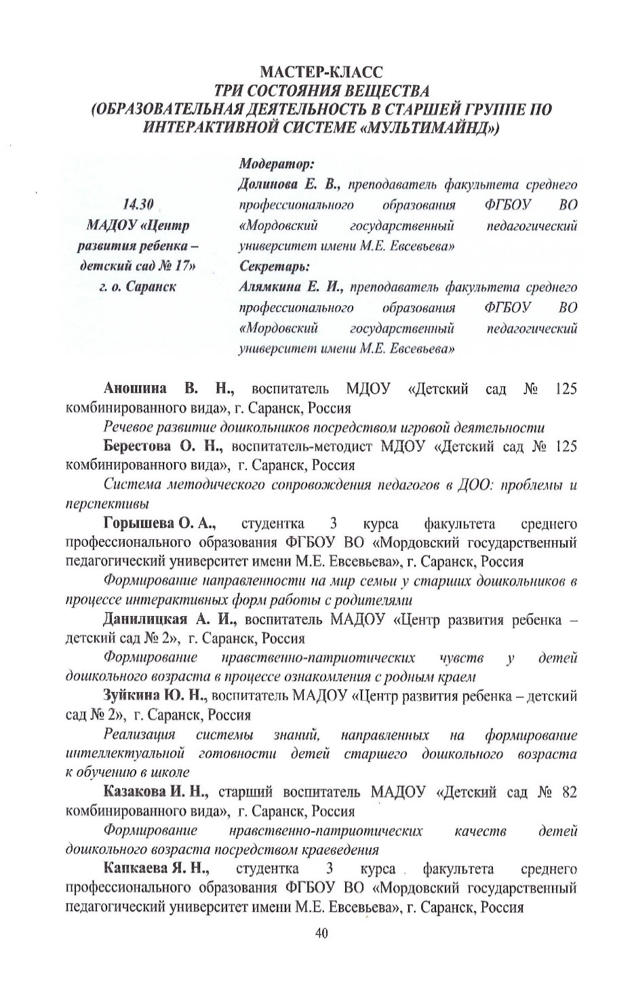 МАСТЕР-КЛАСС
ТРИ СОСТОЯНИЯ ВЕЩЕСТВА
(ОБРАЗОВАТЕЛЬНАЯ ДЕЯТЕЛЬНОСТЬ В СТАРШЕЙ ГРУППЕ ПО
ИНТЕРАКТИВНОЙ СИСТЕМЕ «МУЛЬТИМАЙНД»)
14.30
МАДОУ «Центр
развития ребенка –
детский сад № 17»
г. о. Саранск
Модератор:
Долинова Е. В., преподаватель факультета среднего
профессионального образования ФГБОУ ВО
«Мордовский государственный педагогический
университет имени М.Е. Евсевьева»
Секретарь:
Алямкина Е. И., преподаватель факультета среднего
профессионального образования ФГБОУ ВО
«Мордовский государственный педагогический
университет имени М.Е. Евсевьева»
Аношина В. Н., воспитатель МДОУ «Детский сад № 125
комбинированного вида», г. Саранск, Россия
Речевое развитие дошкольников посредством игровой деятельности
Берестова О. Н., воспитатель-методист МДОУ «Детский сад № 125
комбинированного вида», г. Саранск, Россия
Система методического сопровождения педагогов в ДОО: проблемы и
перспективы
Горышева О. А., студентка 3 курса факультета среднего
профессионального образования ФГБОУ ВО «Мордовский государственный
педагогический университет имени М.Е. Евсевьева», г. Саранск, Россия
Формирование направленности на мир семьи у старших дошкольников в
процессе интерактивных форм работы с родителями
Данилицкая А. И., воспитатель МАДОУ «Центр развития ребенка –
детский сад № 2», г. Саранск, Россия
Формирование нравственно-патриотических чувств у детей
дошкольного возраста в процессе ознакомления с родным краем
Зуйкина Ю. Н., воспитатель МАДОУ «Центр развития ребенка – детский
сад № 2», г. Саранск, Россия
Реализация системы знаний, направленных на формирование
интеллектуальной готовности детей старшего дошкольного возраста
к обучению в школе
Казакова И. Н., старший воспитатель МАДОУ «Детский сад № 82
комбинированного вида», г. Саранск, Россия
Формирование нравственно-патриотических качеств детей
дошкольного возраста посредством краеведения
Капкаева Я. Н., студентка 3 курса факультета среднего
профессионального образования ФГБОУ ВО «Мордовский государственный
педагогический университет имени М.Е. Евсевьева», г. Саранск, Россия
40